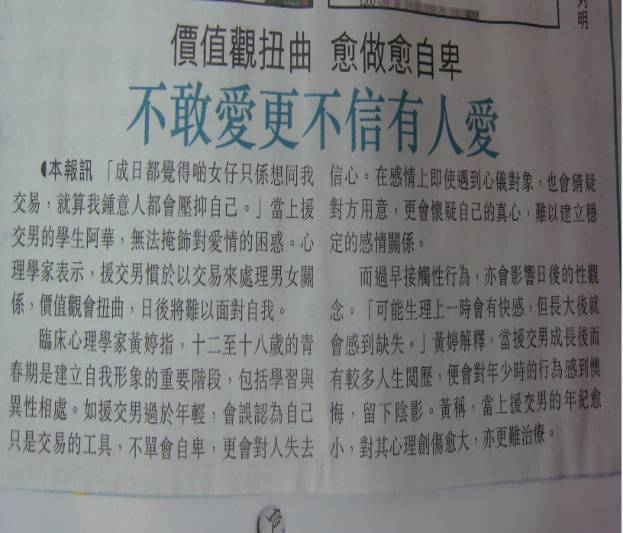 列明
價值觀扭曲 愈做愈自卑
不敢愛更不信有人愛
本報訊 「成日都覺得啲女仔只係想同我
交易，就算我鍾意人都會壓抑自己。」當上援
交男的學生阿華，無法掩飾對愛情的困惑。心
理學家表示，援交男慣於以交易來處理男女關
係，價值觀會扭曲，日後將難以面對自我。
臨床心理學家黃婷指，十二至十八歲的青
春期是建立自我形象的重要階段，包括學習與
異性相處。如援交男過於年輕，會誤認為自己
只是交易的工具，不單會自卑，更會對人失去
信心。在感情上即使遇到心儀對象，也會猜疑
對方用意，更會懷疑自己的真心，難以建立穩
定的感情關係。
而過早接觸性行為，亦會影響日後的性觀
念。「可能生理上一時會有快感，但長大後就
會感到缺失。」黃婷解釋，當援交男成長後而
有較多人生閱歷，便會對年少時的行為感到懊
悔，留下陰影。黃稱，當上援交男的年紀愈
小，對其心理創傷愈大，亦更難治療。